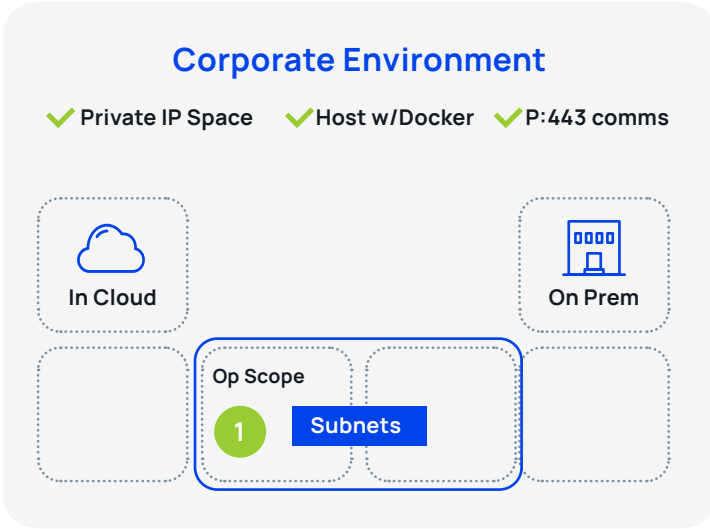 Corporate Environment
Private IP Space
Host w/Docker
P:443 comms
In Cloud
On Prem
Op Scope
1
Subnets